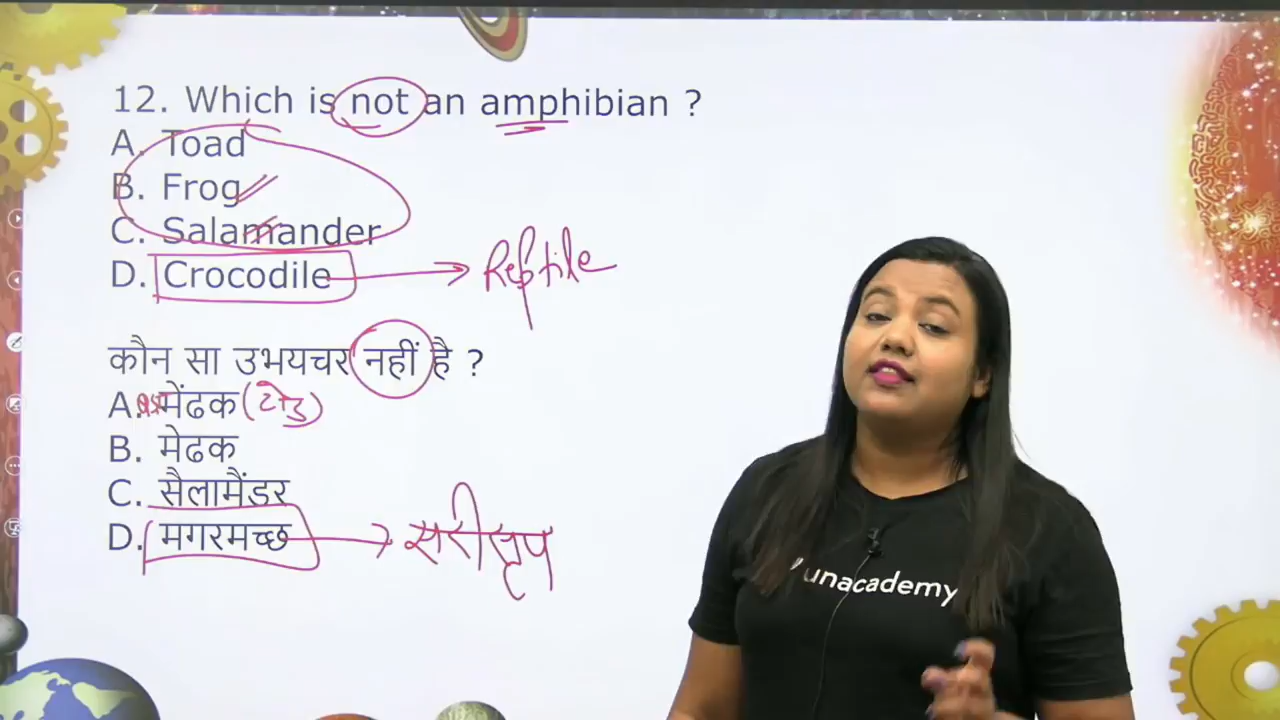 12. Which is not an amphibian ?
A. Toad
B. Frog
C. Salamander
D. Crocodile
Reptile
कौन सा उभयचर नहीं है ?
A. मेंढक (टोड)
B. मेढक
C. सैलामैंडर
D. मगरमच्छ
सरीसृप
unacademy